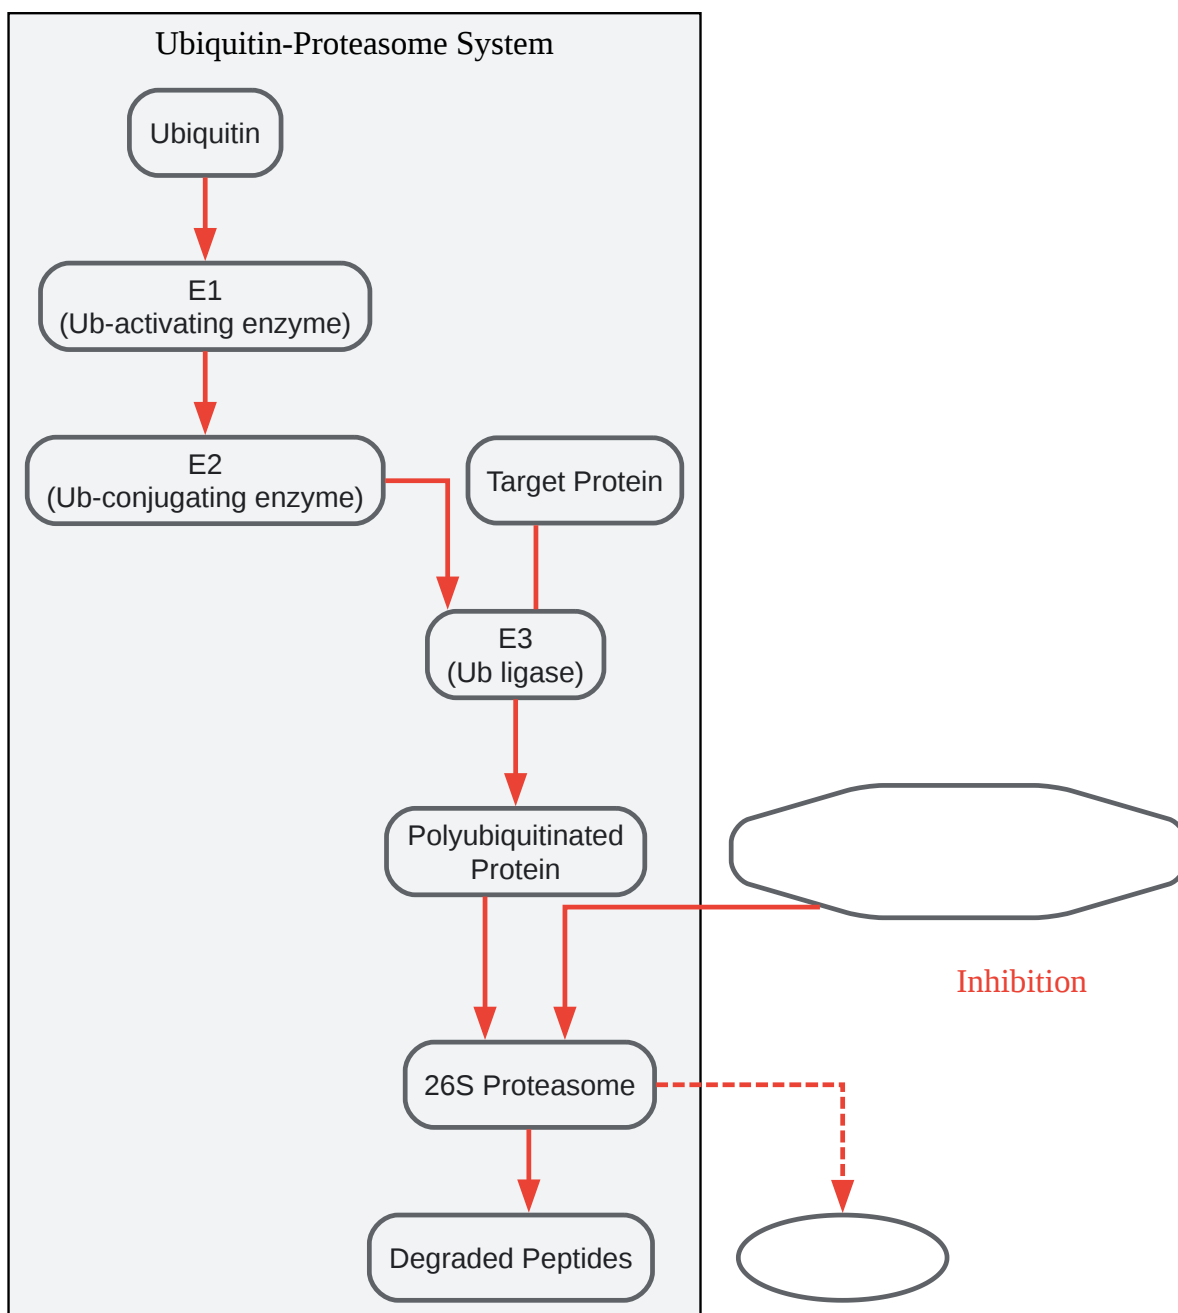 Ubiquitin-Proteasome System
Ubiquitin
E1
(Ub-activating enzyme)
E2
(Ub-conjugating enzyme)
Target Protein
E3
(Ub ligase)
Polyubiquitinated
Protein
Inhibition
26S Proteasome
Degraded Peptides